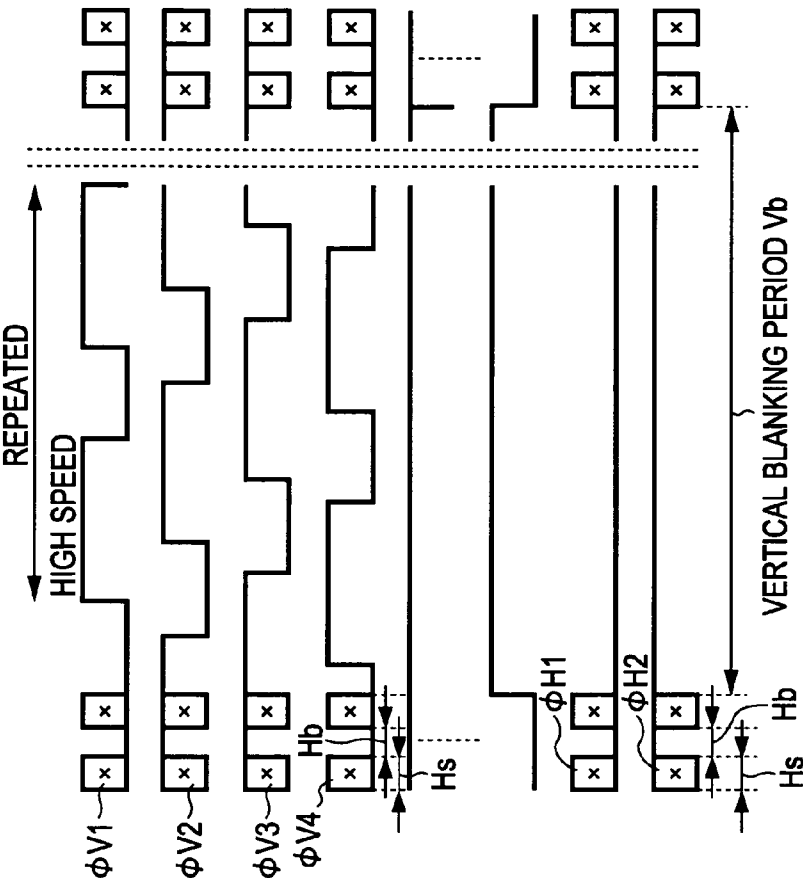 REPEATED
HIGH SPEED
φV1
φV2
φV3
φV4
Hb
Hs
φH1
φH2
VERTICAL BLANKING PERIOD Vb
Hb
Hs